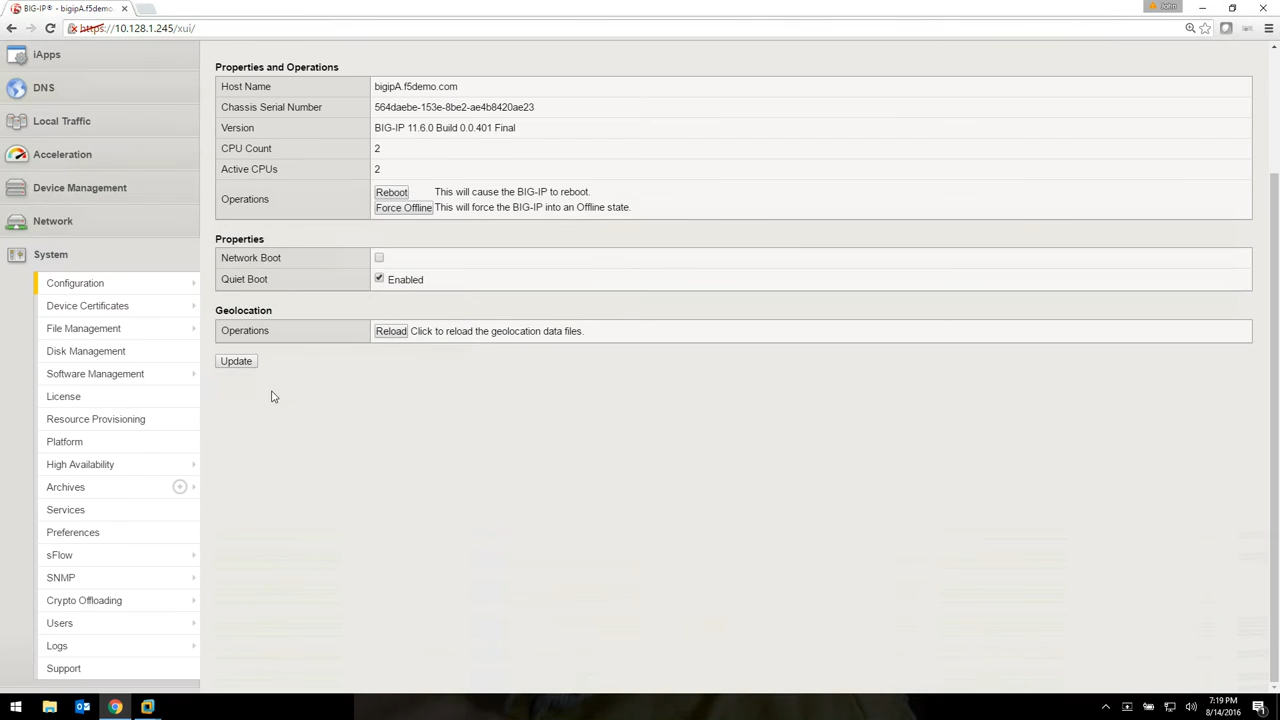 BIG-IP® - bigipA.f5demo.
John
https://10.128.1.245/xui/
iApps
DNS
Local Traffic
Acceleration
Device Management
Network
System
Configuration
Device Certificates
File Management
Disk Management
Software Management
License
Resource Provisioning
Platform
High Availability
Archives
Services
Preferences
sFlow
SNMP
Crypto Offloading
Users
Logs
Support
Properties and Operations
Host Name bigipA.f5demo.com
Chassis Serial Number 564daebe-153e-8be2-ae4b8420ae23
Version BIG-IP 11.6.0 Build 0.0.401 Final
CPU Count 2
Active CPUs 2
Operations
Reboot This will cause the BIG-IP to reboot.
Force Offline This will force the BIG-IP into an Offline state.
Properties
Network Boot
Quiet Boot Enabled
Geolocation
Operations Reload Click to reload the geolocation data files.
Update
7:19 PM
8/14/2016